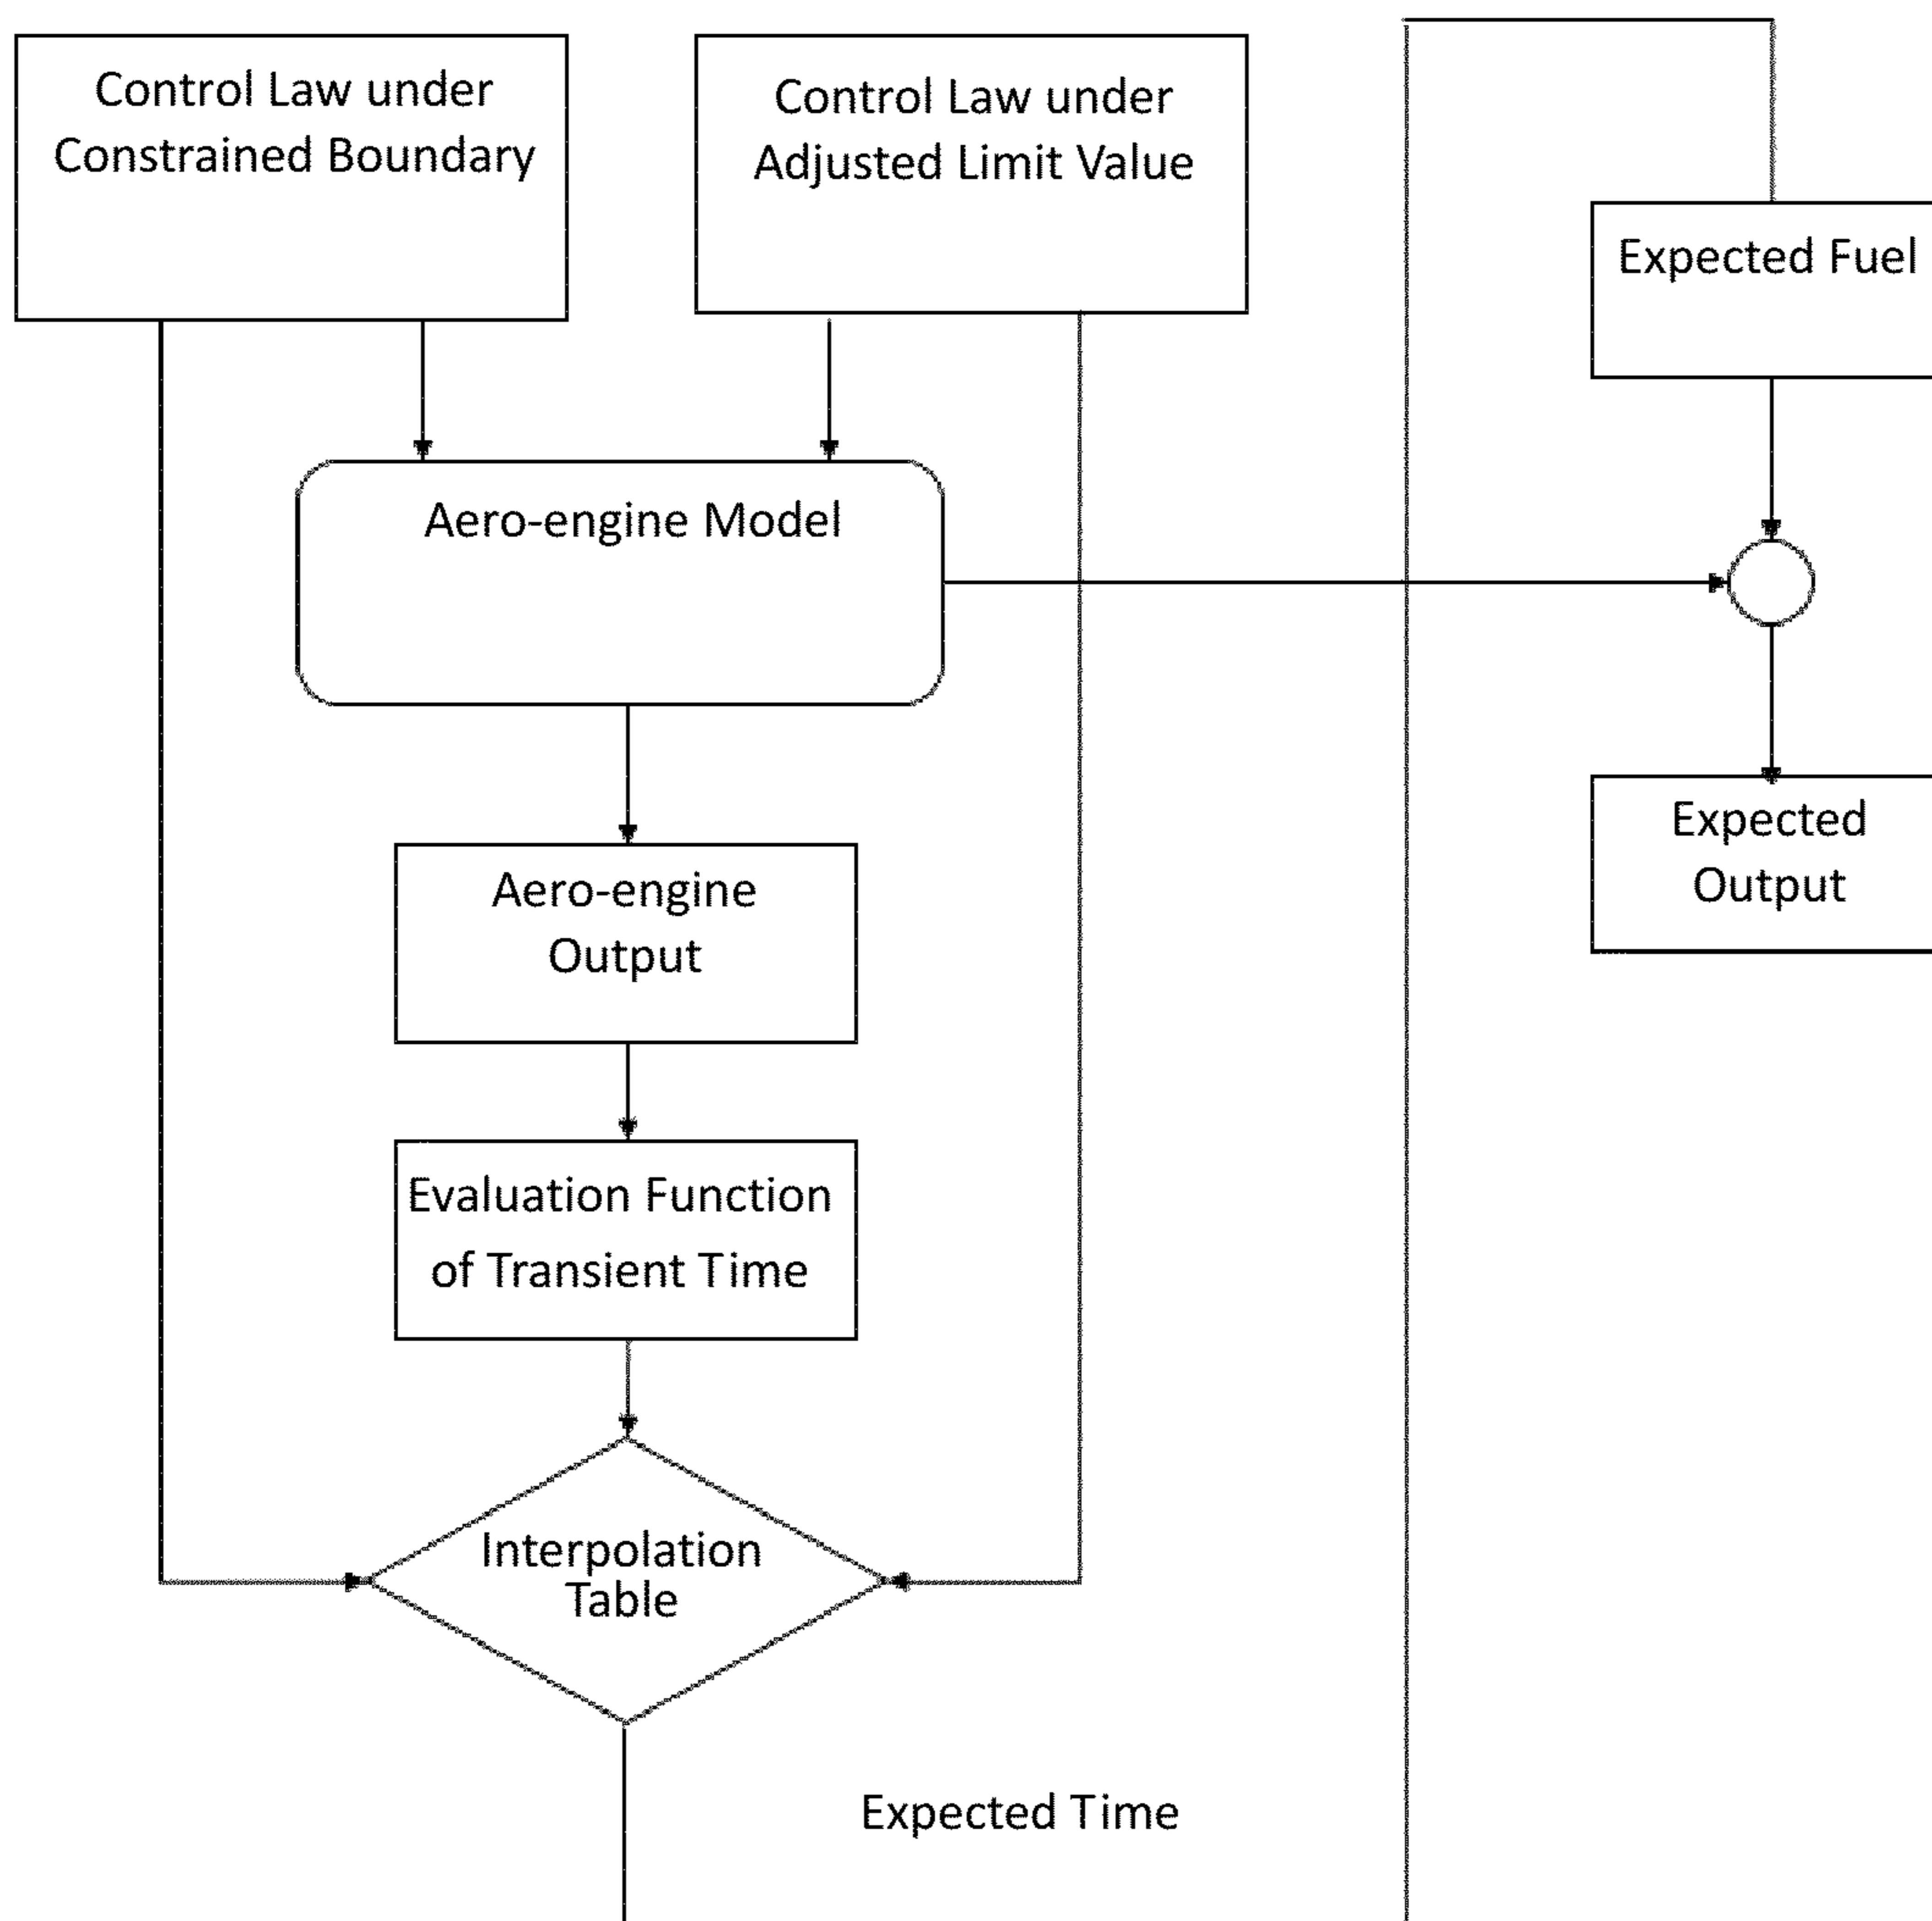 Control Law under
Constrained Boundary
Control Law under
Adjusted Limit Value
Expected Fuel
Aero-engine Model
Expected
Output
Aero-engine
Output
Evaluation Function
of Transient Time
Interpolation
Table
Expected Time